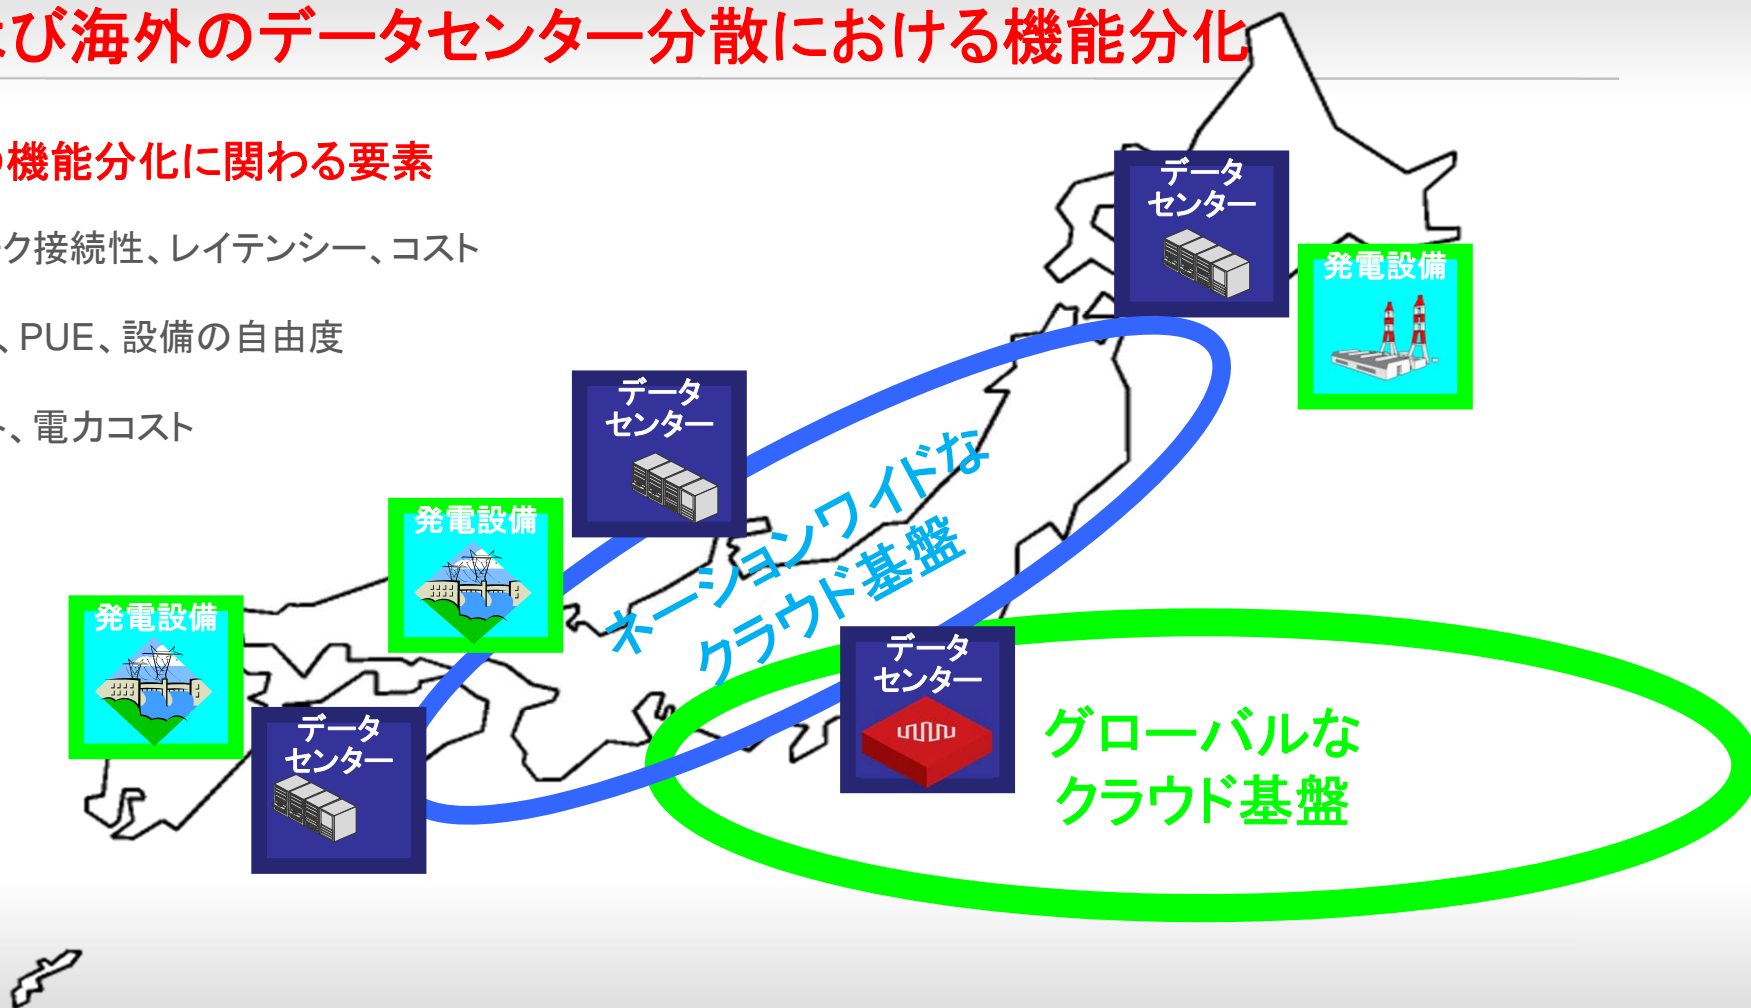 び海外のデータセンター分散における機能分化
機能分化に関わる要素
ク接続性、レイテンシー、コスト
、PUE、設備の自由度
、電力コスト
データ
センター
発電設備
データ
センター
発電設備
ネーションワイドな
クラウド基盤
発電設備
データ
センター
データ
センター
グローバルな
クラウド基盤